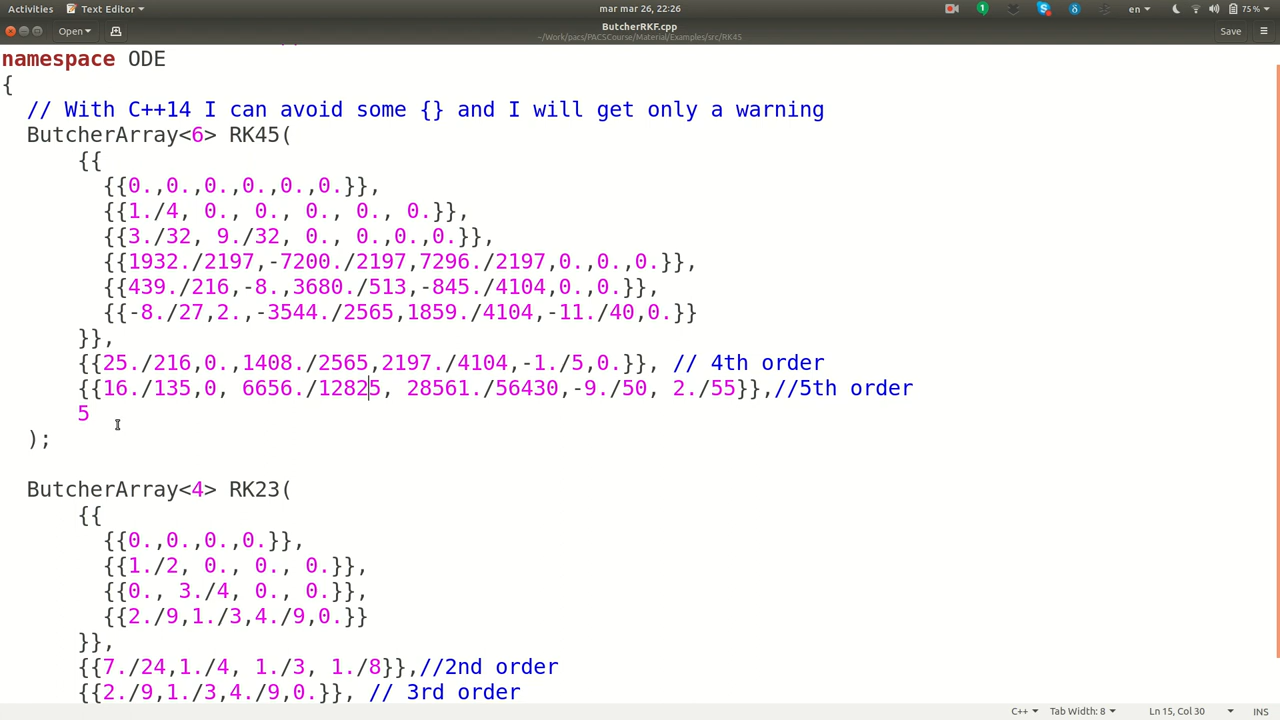 Activities Text Editor mar mar 26, 22:26 1 en 75%
Open ButcherRKF.cpp Save
~/Work/pacs/PACSCourse/Material/Examples/src/RK45
namespace ODE
{
// With C++14 I can avoid some {} and I will get only a warning
ButcherArray<6> RK45(
{{
{{0.,0.,0.,0.,0.,0.}},
{{1./4, 0., 0., 0., 0., 0.}},
{{3./32, 9./32, 0., 0.,0.,0.}},
{{1932./2197,-7200./2197,7296./2197,0.,0.,0.}},
{{439./216,-8.,3680./513,-845./4104,0.,0.}},
{{-8./27,2.,-3544./2565,1859./4104,-11./40,0.}}
}},
{{25./216,0.,1408./2565,2197./4104,-1./5,0.}}, // 4th order
{{16./135,0, 6656./12825, 28561./56430,-9./50, 2./55}},//5th order
5
);
ButcherArray<4> RK23(
{{
{{0.,0.,0.,0.}},
{{1./2, 0., 0., 0.}},
{{0., 3./4, 0., 0.}},
{{2./9,1./3,4./9,0.}}
}},
{{7./24,1./4, 1./3, 1./8}},//2nd order
{{2./9,1./3,4./9,0.}}, // 3rd order
C++ Tab Width: 8 Ln 15, Col 30 INS